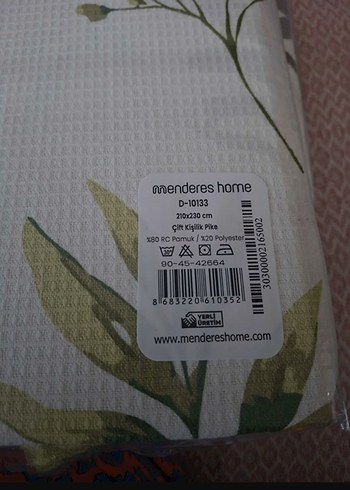 menderes home
D-10133
210x230 cm
Çift Kişilik Pike
%80 RC Pamuk / %20 Polyester
90-45-42664
8 683220 610352
30300002165002
YERLİ
ÜRETİM
www.mendereshome.com